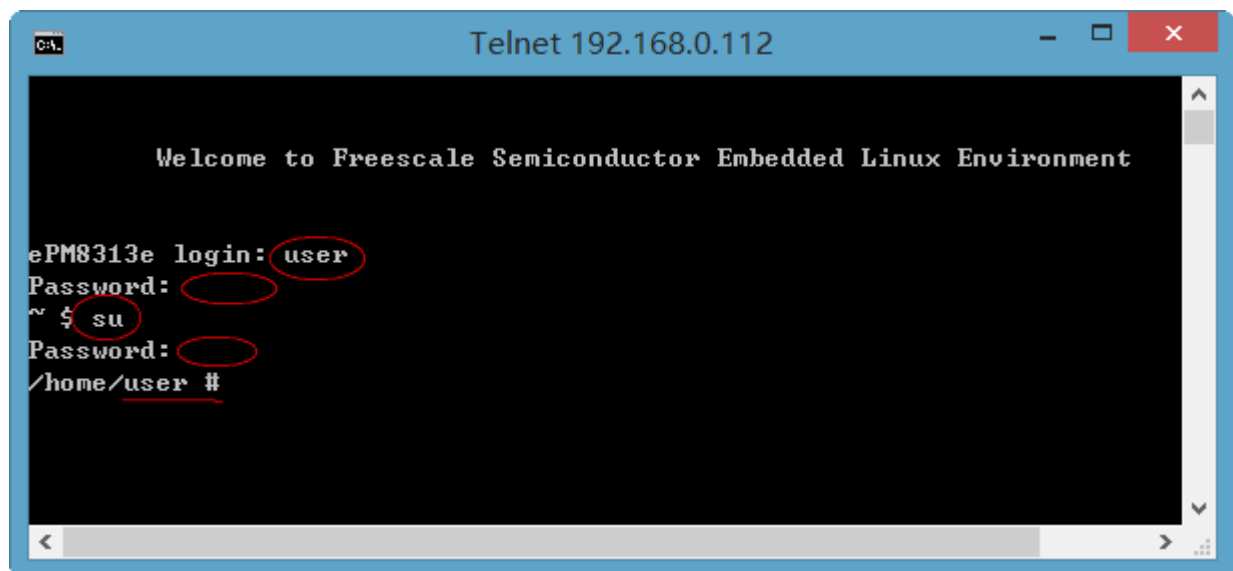 Telnet 192.168.0.112
Welcome to Freescale Semiconductor Embedded Linux Environment
ePM8313e login: user
Password:
~ $ su
Password:
/home/user #